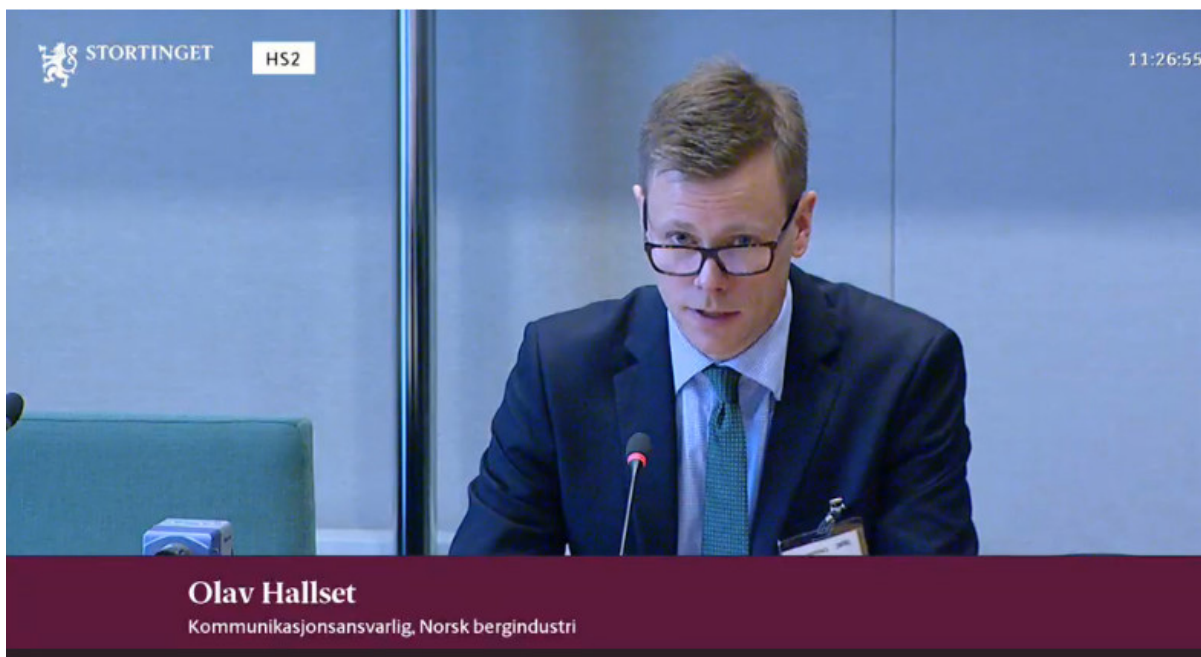 STORTINGET
HS2
11:26:55
Olav Hallset
Kommunikasjonsansvarlig, Norsk bergindustri